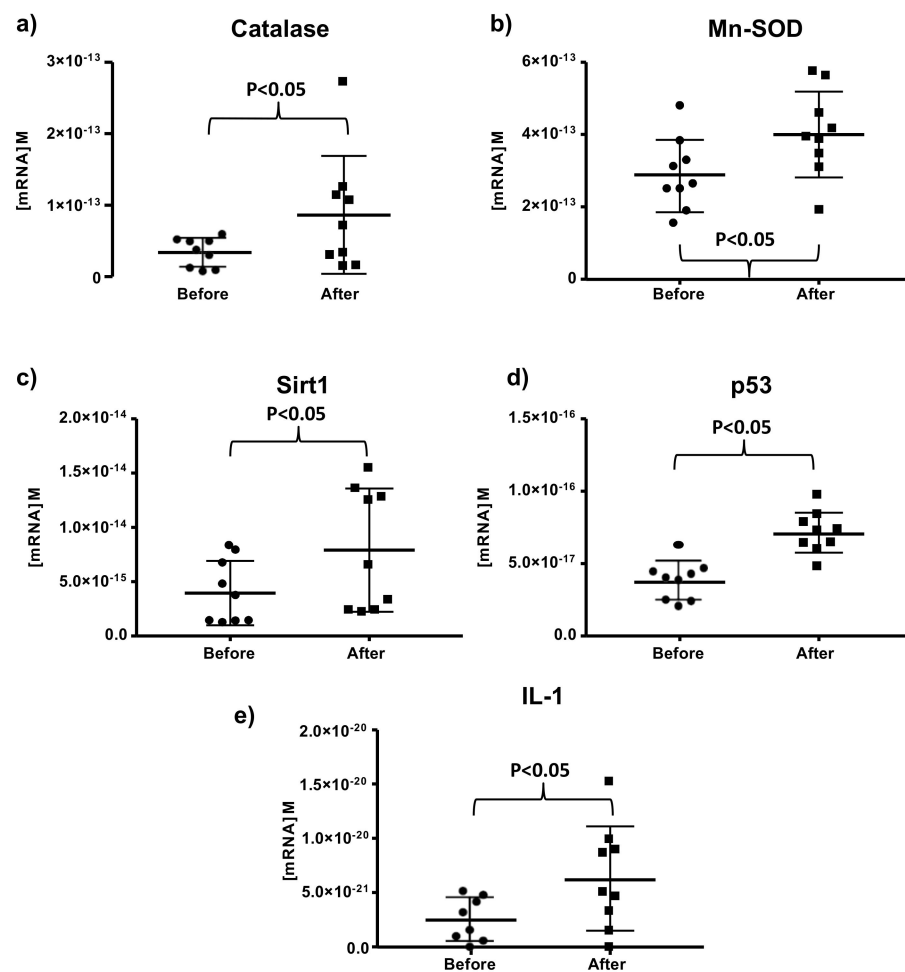 a)
Catalase
3×10⁻¹³
2×10⁻¹³
1×10⁻¹³
0
[mRNA]M
P<0.05
Before After
b)
Mn-SOD
6×10⁻¹³
4×10⁻¹³
2×10⁻¹³
0
[mRNA]M
P<0.05
Before After
c)
Sirt1
2.0×10⁻¹⁴
1.5×10⁻¹⁴
1.0×10⁻¹⁴
5.0×10⁻¹⁵
0.0
[mRNA]M
P<0.05
Before After
d)
p53
1.5×10⁻¹⁶
1.0×10⁻¹⁶
5.0×10⁻¹⁷
0.0
[mRNA]M
P<0.05
Before After
e)
IL-1
2.0×10⁻²⁰
1.5×10⁻²⁰
1.0×10⁻²⁰
5.0×10⁻²¹
0.0
[mRNA]M
P<0.05
Before After